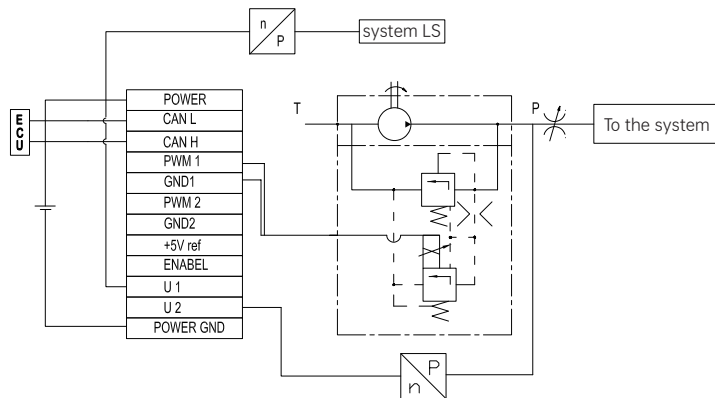 n
P
system LS
POWER
CAN L
CAN H
PWM 1
GND1
PWM 2
GND2
+5V ref
ENABEL
U 1
U 2
POWER GND
ECU
T
P
To the system
P
n